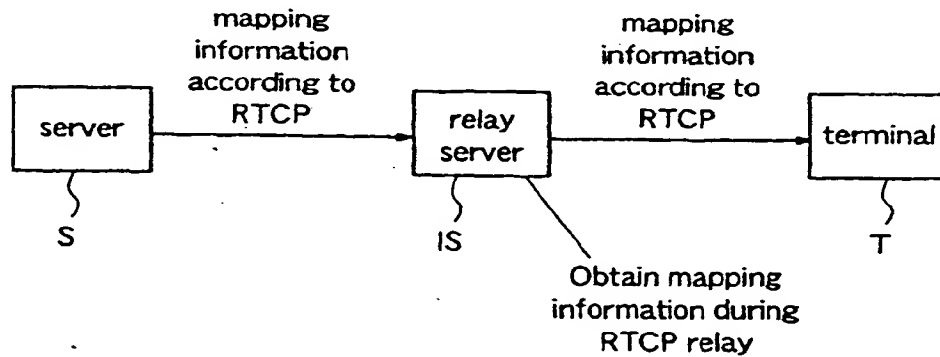 mapping
information
according to
RTCP
mapping
information
according to
RTCP
server
relay
server
terminal
S
IS
T
Obtain mapping
information during
RTCP relay